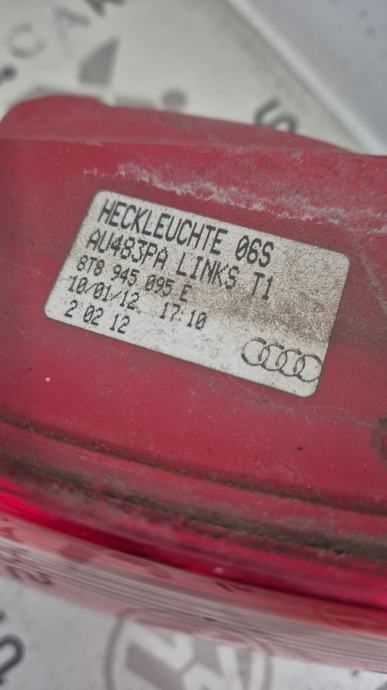 HECKLEUCHTE 06S
AU483PA LINKS T1
8T8 945 095 E
10/01/12 17:10
2 02 12